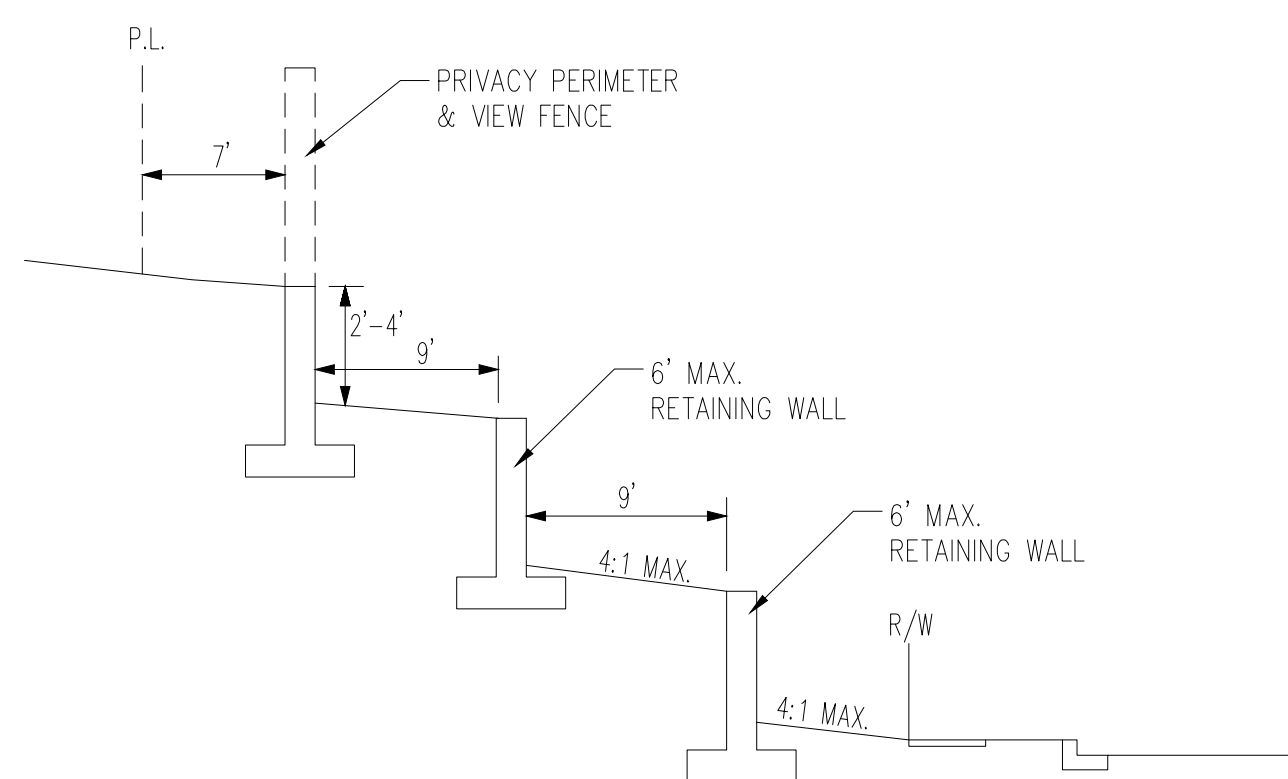 P.L.
PRIVACY PERIMETER
& VIEW FENCE
7'
2'-4'
9'
6' MAX.
RETAINING WALL
9'
6' MAX.
RETAINING WALL
4:1 MAX.
R/W
4:1 MAX.